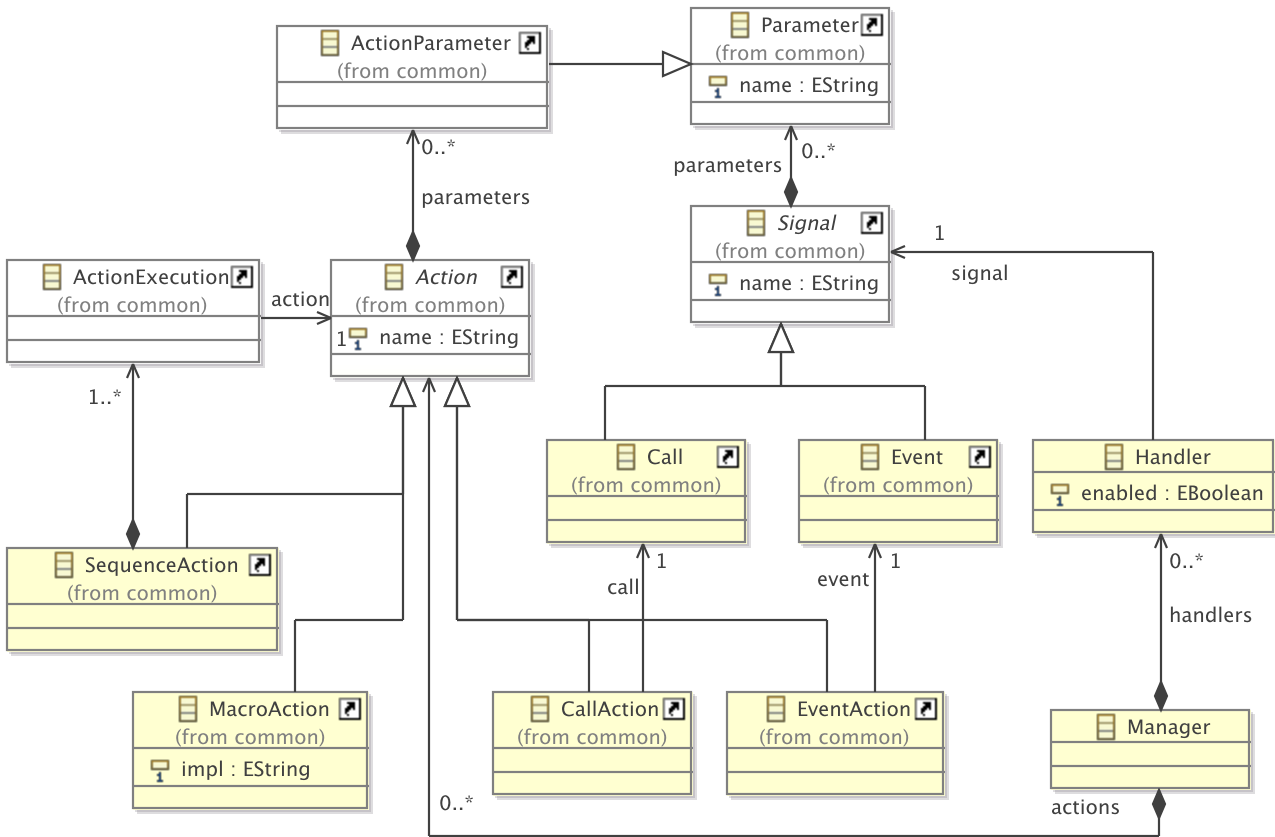 ActionParameter
(from common)
Parameter
(from common)
name : EString
0..*
parameters
parameters
0..*
Signal
(from common)
name : EString
1
signal
ActionExecution
(from common)
action
1
Action
(from common)
name : EString
1..*
Call
(from common)
Event
(from common)
Handler
enabled : EBoolean
SequenceAction
(from common)
1
call
1
event
0..*
handlers
MacroAction
(from common)
impl : EString
CallAction
(from common)
EventAction
(from common)
Manager
0..*
actions